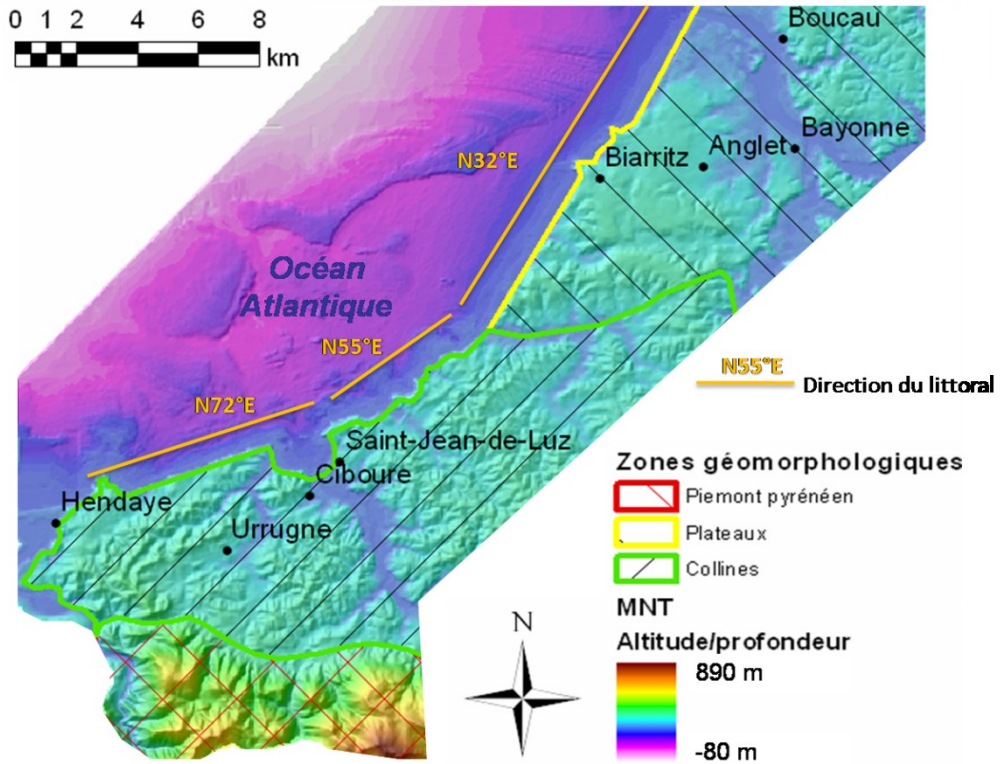 0 1 2 4 6 8
km
Boucau
Bayonne
Anglet
Biarritz
N32°E
Océan
Atlantique
N55°E
N72°E
N55°E
Direction du littoral
Saint-Jean-de-Luz
Ciboure
Hendaye
Urrugne
Zones géomorphologiques
Piemont pyrénéen
Plateaux
Collines
MNT
Altitude/profondeur
890 m
-80 m
N